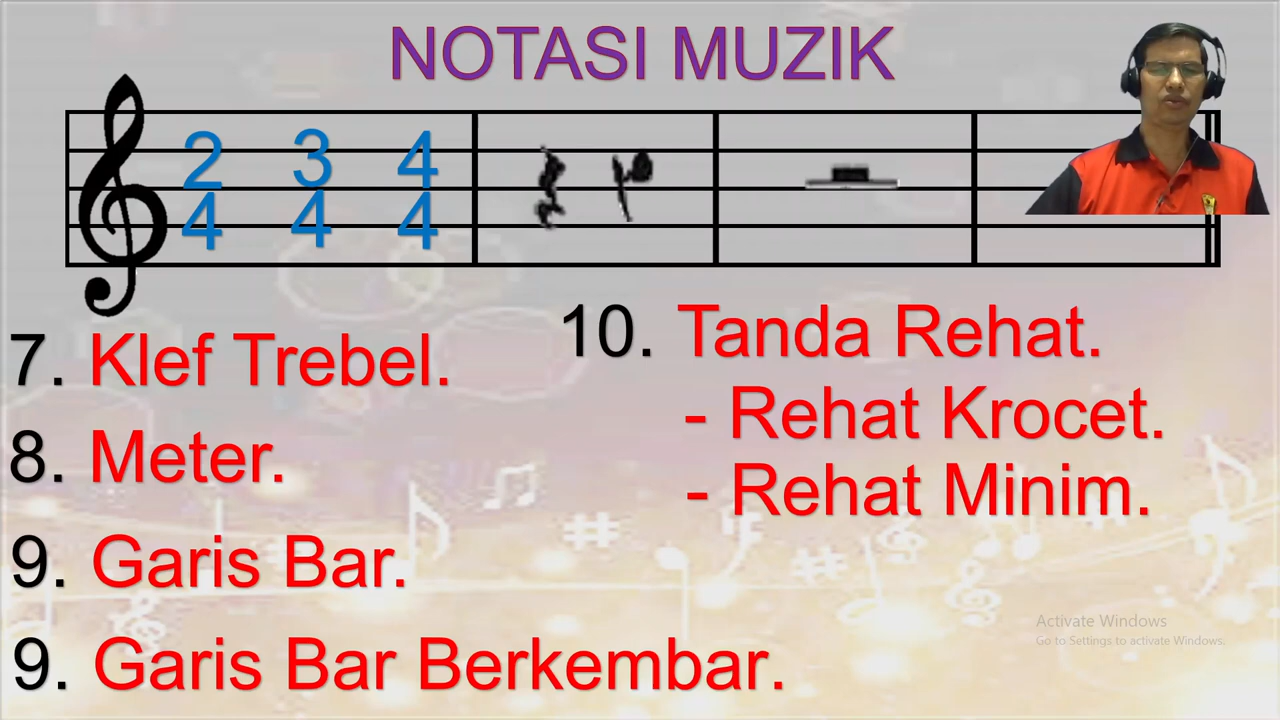 NOTASI MUZIK
2 3 4
4 4 4
7. Klef Trebel.
8. Meter.
9. Garis Bar.
9. Garis Bar Berkembar.
10. Tanda Rehat.
- Rehat Krocet.
- Rehat Minim.
Activate Windows
Go to Settings to activate Windows.